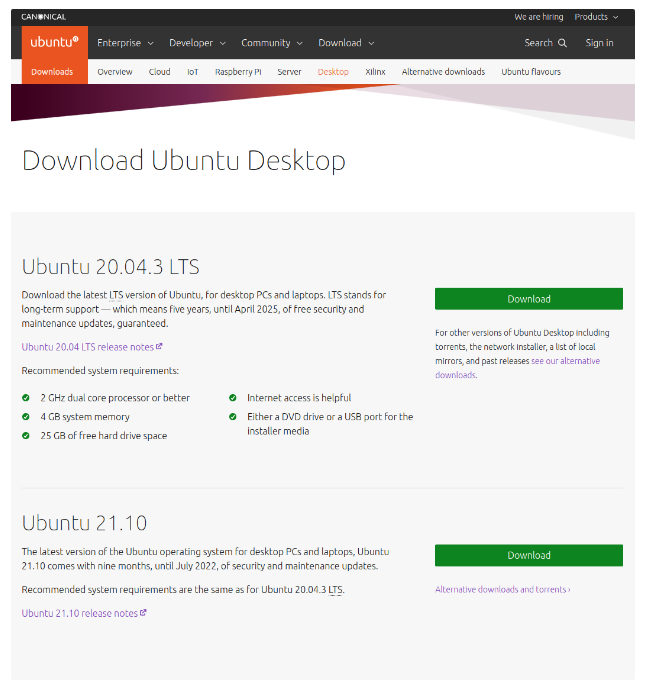 CANONICAL
We are hiring Products
ubuntu Enterprise Developer Community Download Search Sign in
Downloads Overview Cloud IoT Raspberry Pi Server Desktop Xilinx Alternative downloads Ubuntu flavours
Download Ubuntu Desktop
Ubuntu 20.04.3 LTS
Download the latest LTS version of Ubuntu, for desktop PCs and laptops. LTS stands for
long-term support — which means five years, until April 2025, of free security and
maintenance updates, guaranteed.
Ubuntu 20.04 LTS release notes
Recommended system requirements:
2 GHz dual core processor or better
4 GB system memory
25 GB of free hard drive space
Internet access is helpful
Either a DVD drive or a USB port for the
installer media
Download
For other versions of Ubuntu Desktop including
torrents, the network installer, a list of local
mirrors, and past releases see our alternative
downloads.
Ubuntu 21.10
The latest version of the Ubuntu operating system for desktop PCs and laptops, Ubuntu
21.10 comes with nine months, until July 2022, of security and maintenance updates.
Recommended system requirements are the same as for Ubuntu 20.04.3 LTS.
Ubuntu 21.10 release notes
Download
Alternative downloads and torrents ›